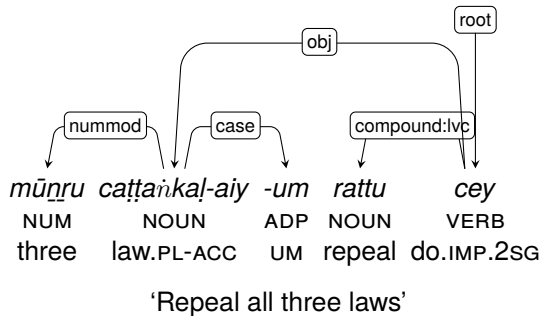 root
obj
nummod case compound:lvc
mūṉṟu caṭṭaṅkaḷ-aiy -um rattu cey
NUM NOUN ADP NOUN VERB
three law.PL-ACC UM repeal do.IMP.2SG
‘Repeal all three laws’